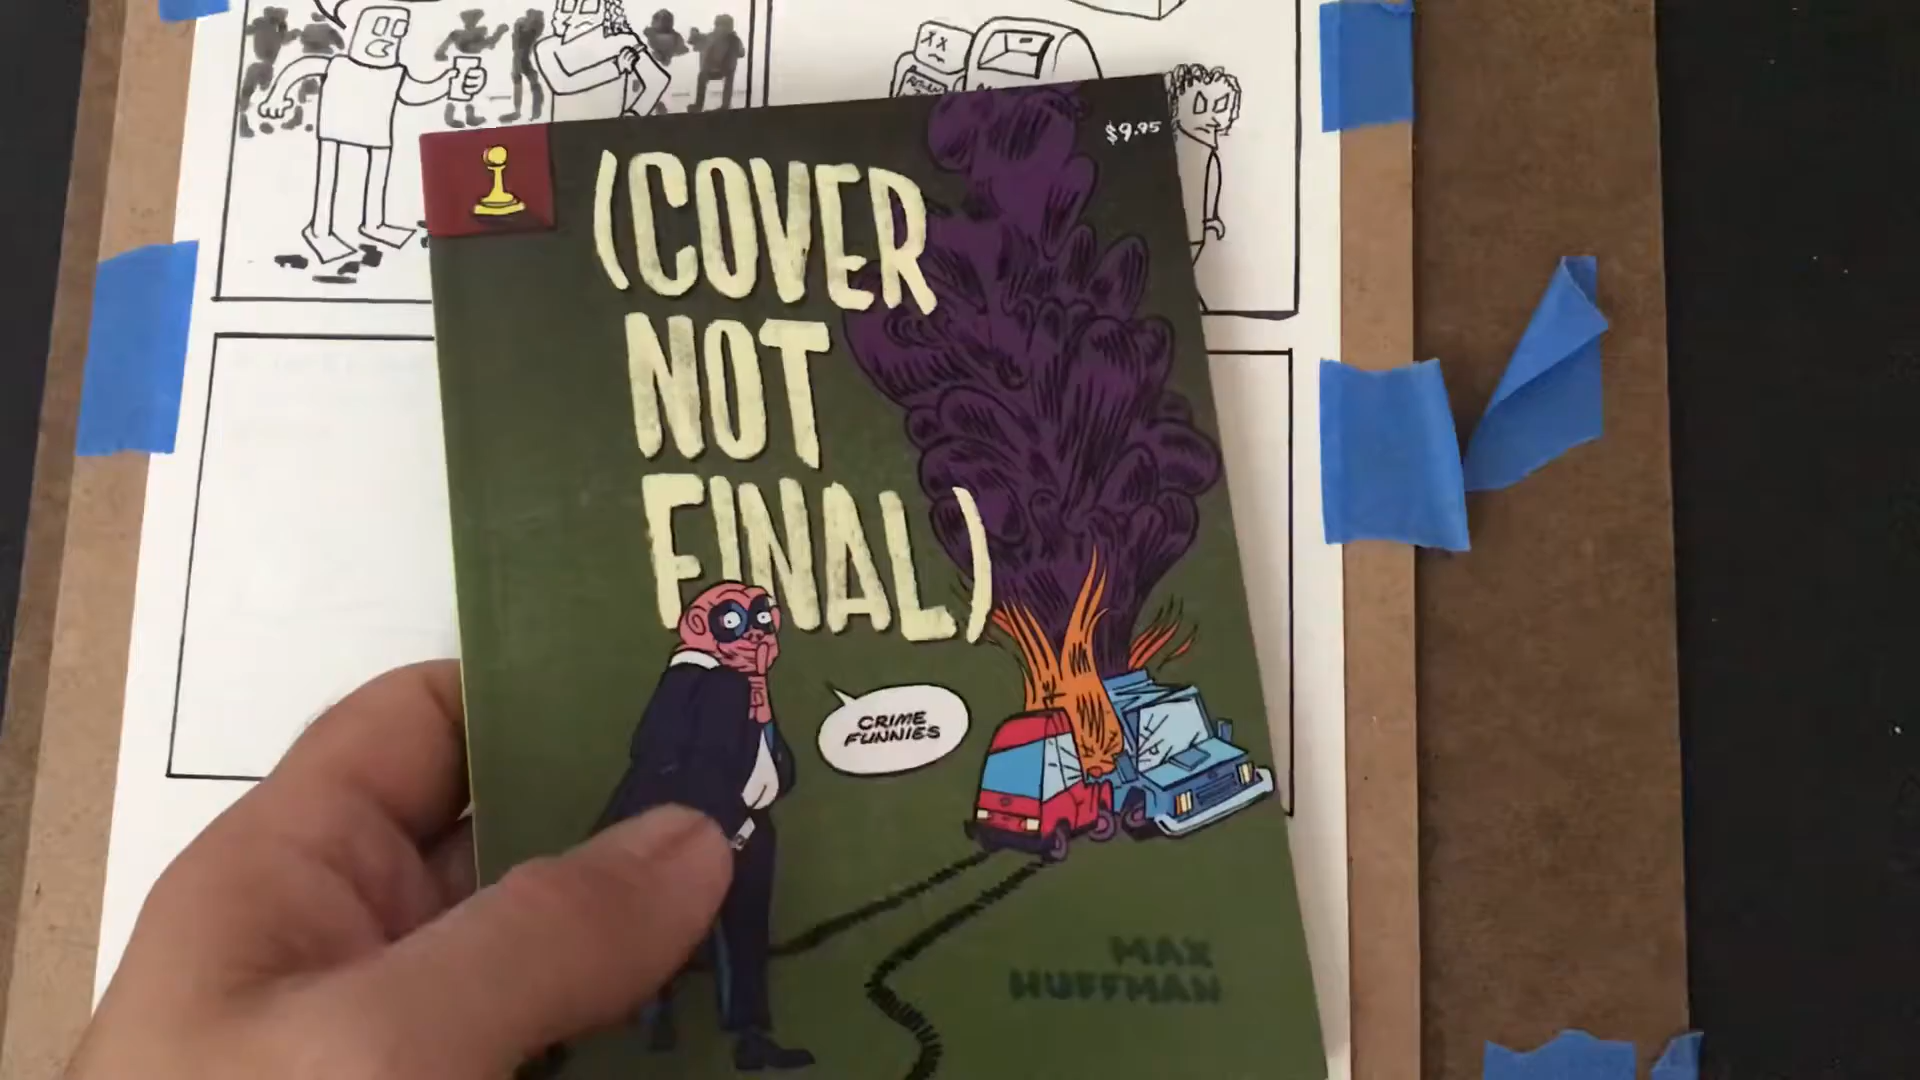 $9.95
(COVER
NOT
FINAL)
CRIME
FUNNIES
MAX
HUFFMAN